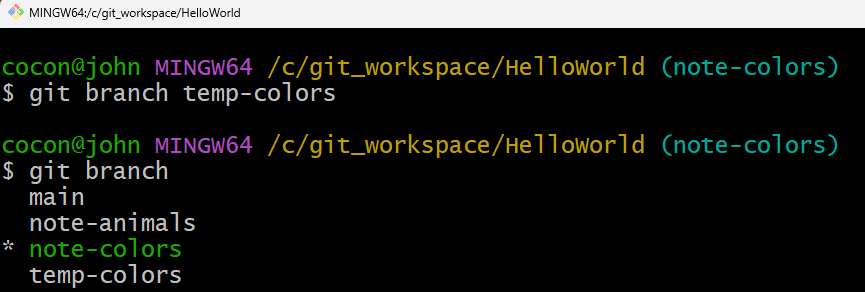 MINGW64:/c/git_workspace/HelloWorld
cocon@john MINGW64 /c/git_workspace/HelloWorld (note-colors)
$ git branch temp-colors
cocon@john MINGW64 /c/git_workspace/HelloWorld (note-colors)
$ git branch
  main
  note-animals
* note-colors
  temp-colors